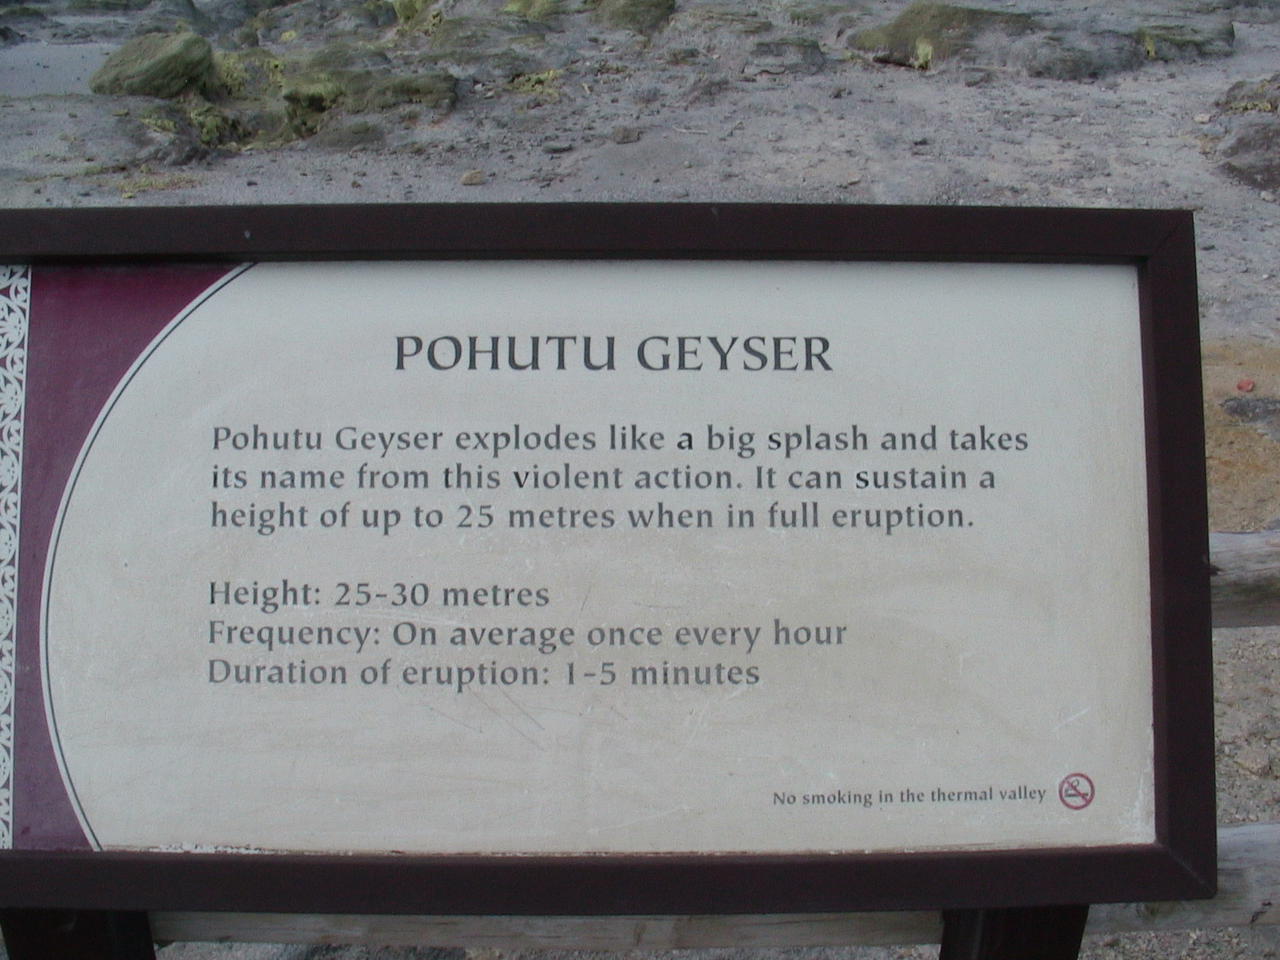 POHUTU GEYSER
Pohutu Geyser explodes like a big splash and takes
its name from this violent action. It can sustain a
height of up to 25 metres when in full eruption.
Height: 25-30 metres
Frequency: On average once every hour
Duration of eruption: 1-5 minutes
No smoking in the thermal valley